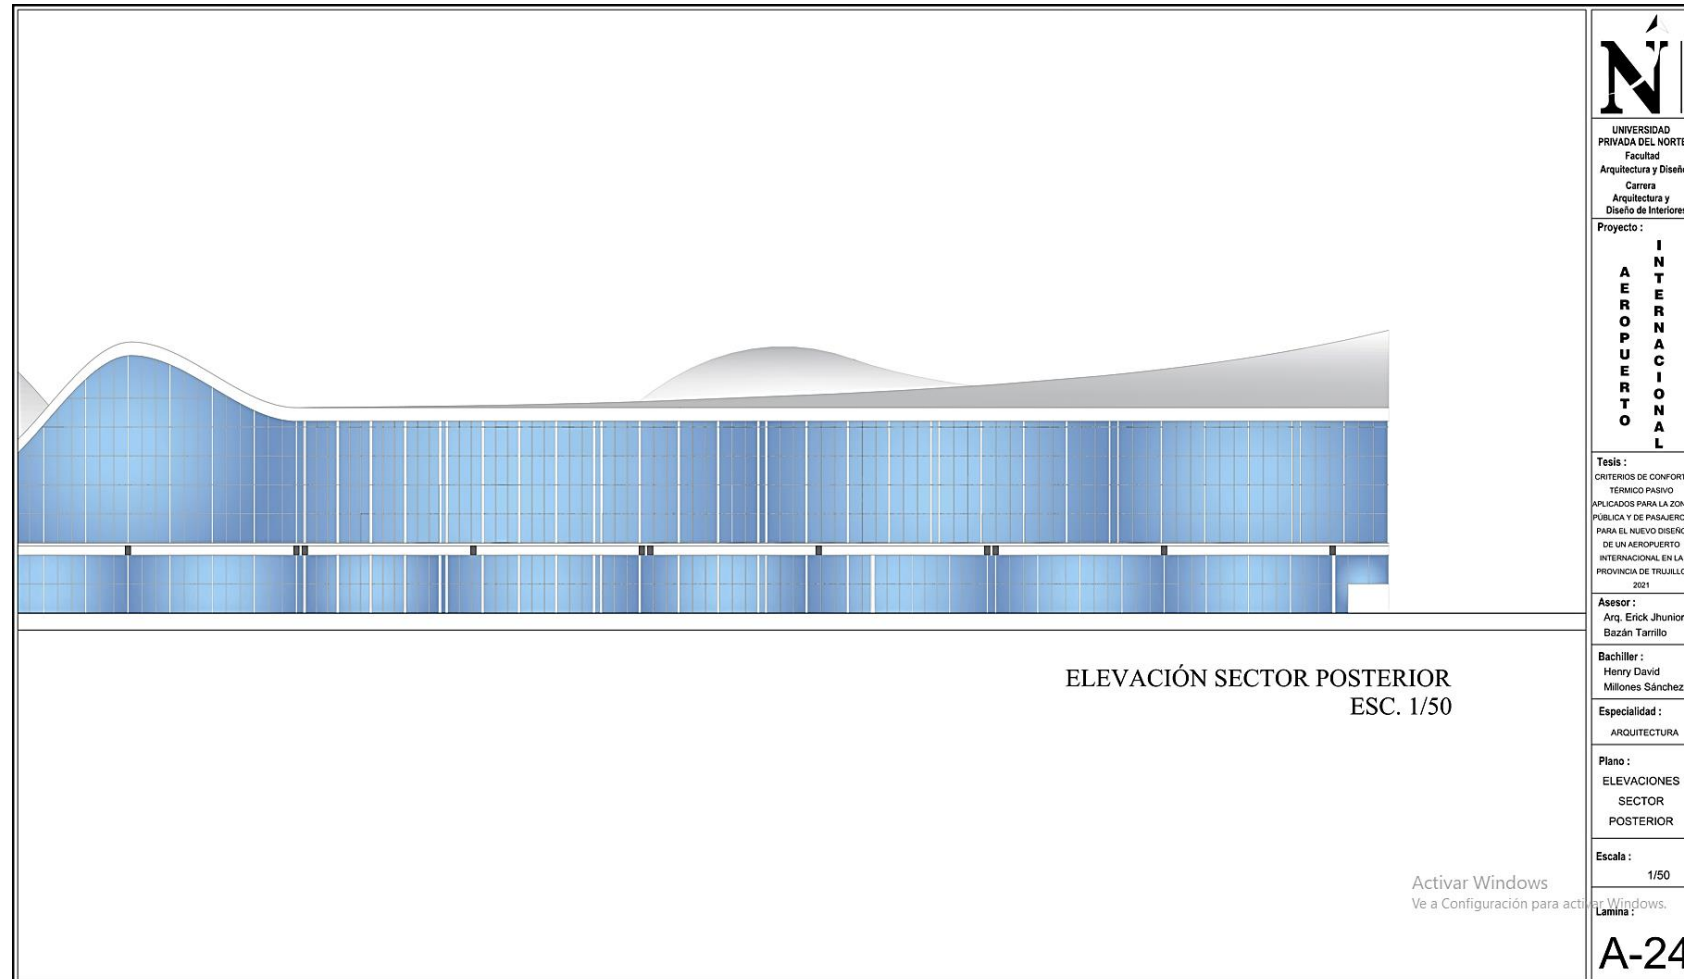 ELEVACIÓN SECTOR POSTERIOR
ESC. 1/50
UNIVERSIDAD
PRIVADA DEL NORTE
Facultad
Arquitectura y Diseño
Carrera
Arquitectura y
Diseño de Interiores
Proyecto :
AEROPUERTO
INTERNACIONAL
Tesis :
CRITERIOS DE CONFORT
TÉRMICO PASIVO
APLICADOS PARA LA ZON
PÚBLICA Y DE PASAJERO
PARA EL NUEVO DISEÑO
DE UN AEROPUERTO
INTERNACIONAL EN LA
PROVINCIA DE TRUJILLO
2021
Asesor :
Arq. Erick Jhunior
Bazán Tarrillo
Bachiller :
Henry David
Millones Sánchez
Especialidad :
ARQUITECTURA
Plano :
ELEVACIONES
SECTOR
POSTERIOR
Escala :
1/50
Lamina :
A-24
Activar Windows
Ve a Configuración para activar Windows.